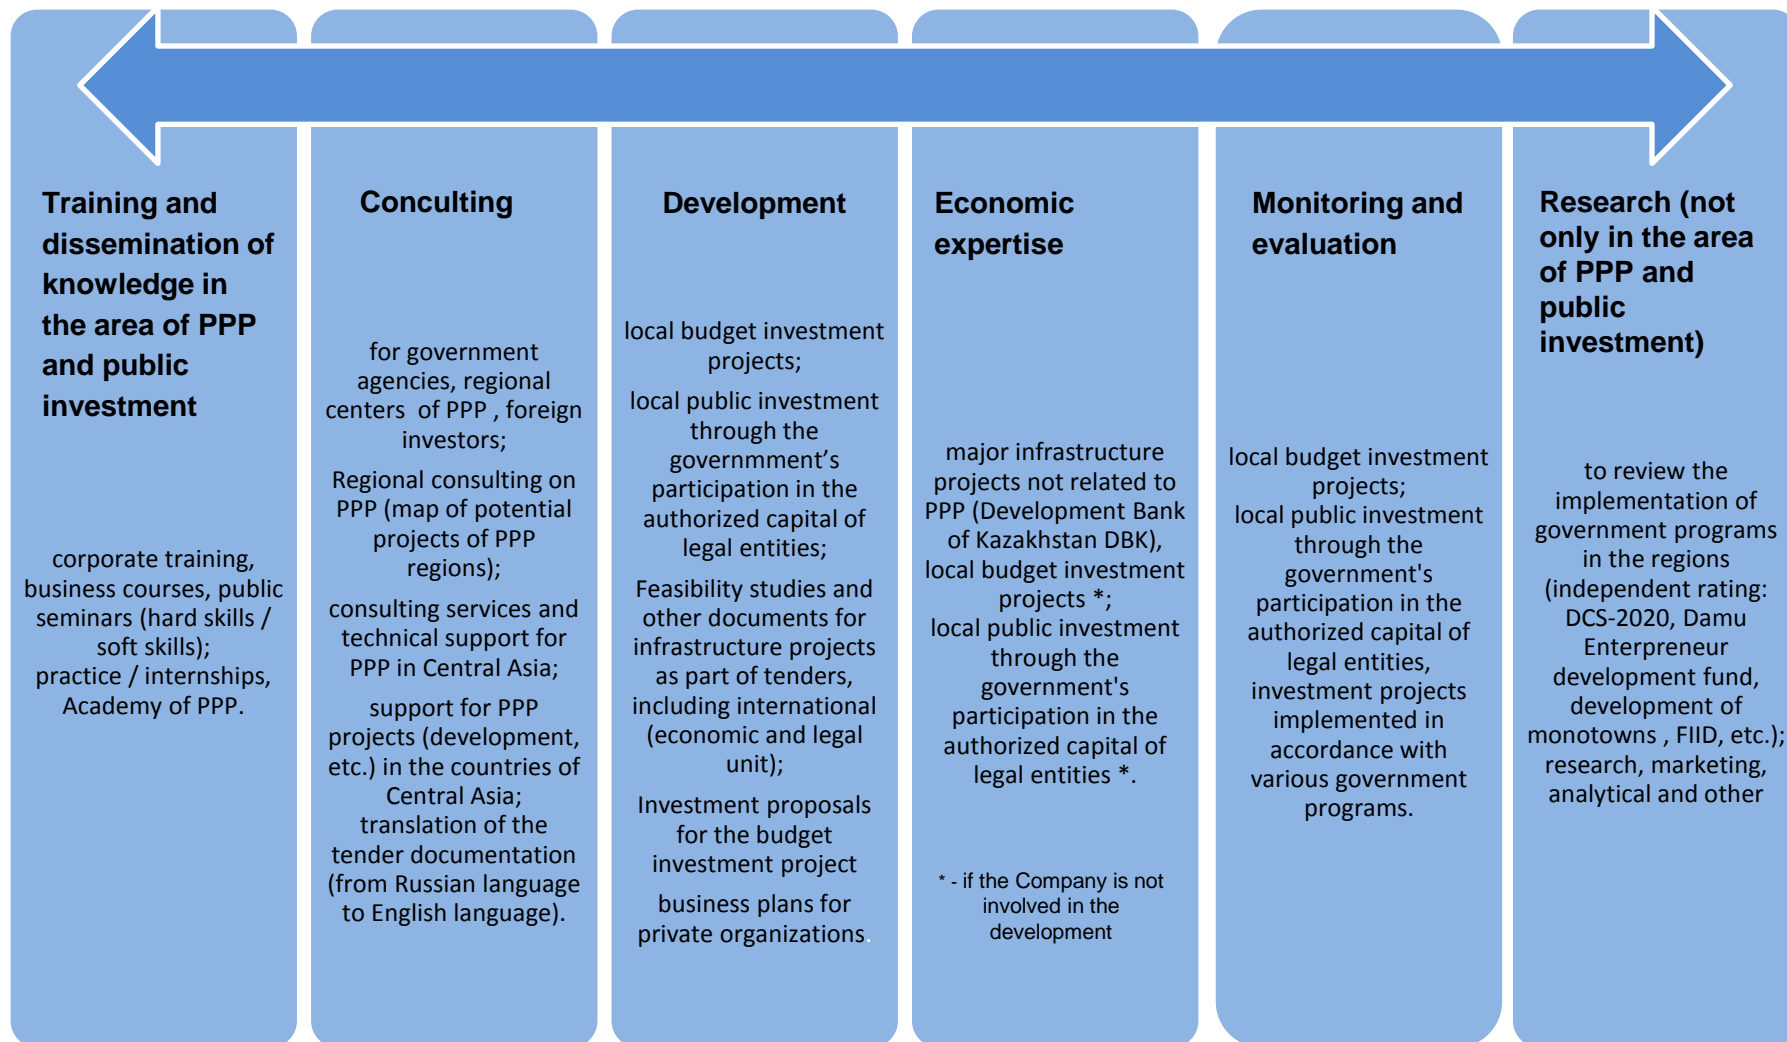 Training and
dissemination of
knowledge in
the area of PPP
and public
investment
corporate training,
business courses, public
seminars (hard skills /
soft skills);
practice / internships,
Academy of PPP.
Conculting
for government
agencies, regional
centers of PPP , foreign
investors;
Regional consulting on
PPP (map of potential
projects of PPP
regions);
consulting services and
technical support for
PPP in Central Asia;
support for PPP
projects (development,
etc.) in the countries of
Central Asia;
translation of the
tender documentation
(from Russian language
to English language).
Development
local budget investment
projects;
local public investment
through the
governmment’s
participation in the
authorized capital of
legal entities;
Feasibility studies and
other documents for
infrastructure projects
as part of tenders,
including international
(economic and legal
unit);
Investment proposals
for the budget
investment project
business plans for
private organizations.
Economic
expertise
major infrastructure
projects not related to
PPP (Development Bank
of Kazakhstan DBK),
local budget investment
projects *;
local public investment
through the
government's
participation in the
authorized capital of
legal entities *.
* - if the Company is not
involved in the
development
Monitoring and
evaluation
local budget investment
projects;
local public investment
through the
government's
participation in the
authorized capital of
legal entities,
investment projects
implemented in
accordance with
various government
programs.
Research (not
only in the area
of PPP and
public
investment)
to review the
implementation of
government programs
in the regions
(independent rating:
DCS-2020, Damu
Enterpreneur
development fund,
development of
monotowns , FIID, etc.);
research, marketing,
analytical and other